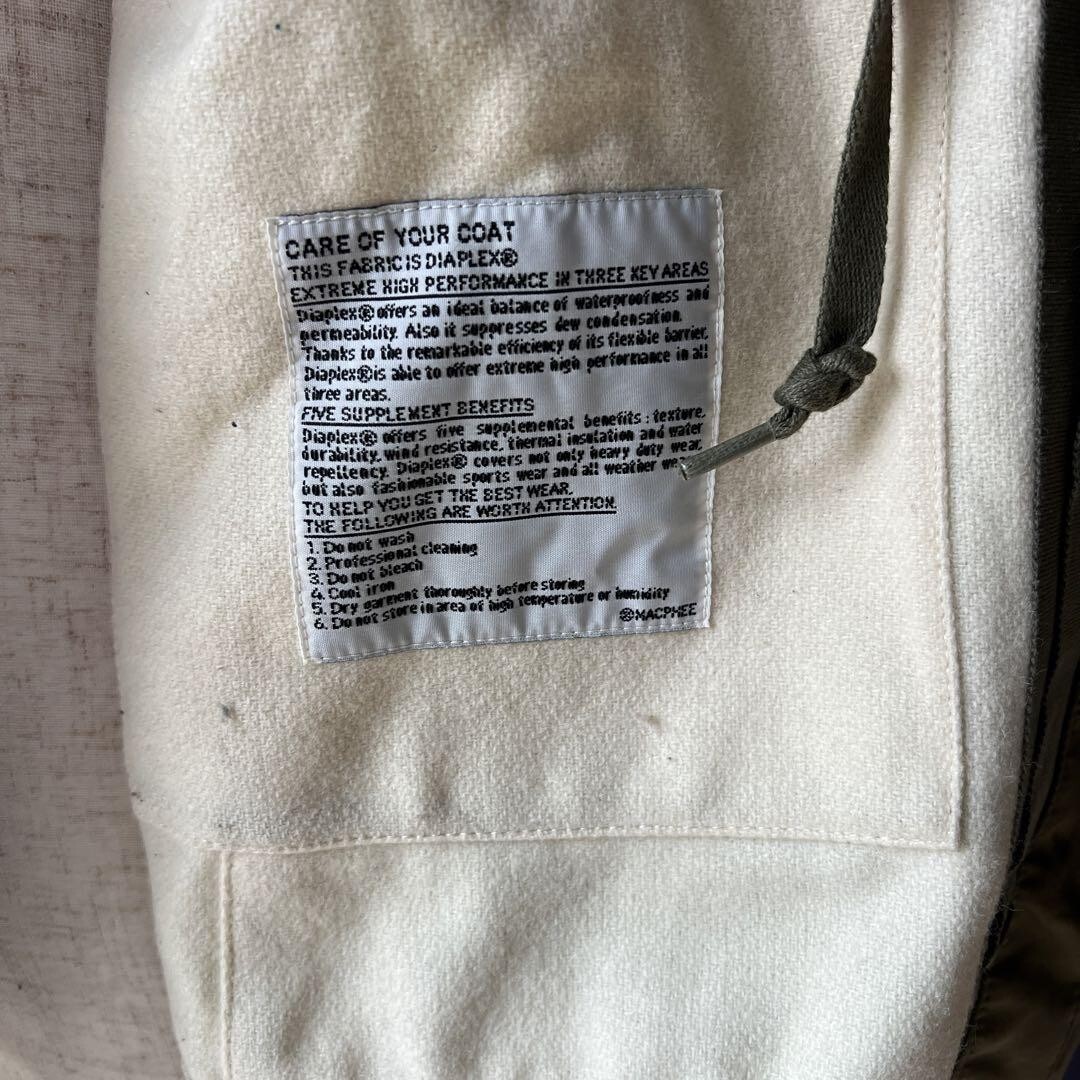 CARE OF YOUR COAT
THIS FABRIC IS DIAPLEX®
EXTREME HIGH PERFORMANCE IN THREE KEY AREAS
Diaplex® offers an ideal balance of waterproofness and
permeability. Also it suppresses dew condensation.
Thanks to the remarkable efficiency of its flexible barrier,
Diaplex® is able to offer extreme high performance in all
three areas.
FIVE SUPPLEMENT BENEFITS
Diaplex® offers five supplemental benefits : texture,
durability, wind resistance, thermal insulation and water
repellency. Diaplex® covers not only heavy duty wear,
but also fashionable sports wear and all weather
TO HELP YOU GET THE BEST WEAR,
THE FOLLOWING ARE WORTH ATTENTION.
1. Do not wash
2. Professional cleaning
3. Do not bleach
4. Cool iron
5. Dry garment thoroughly before storing
6. Do not store in area of high temperature or humidity
®MACPHEE